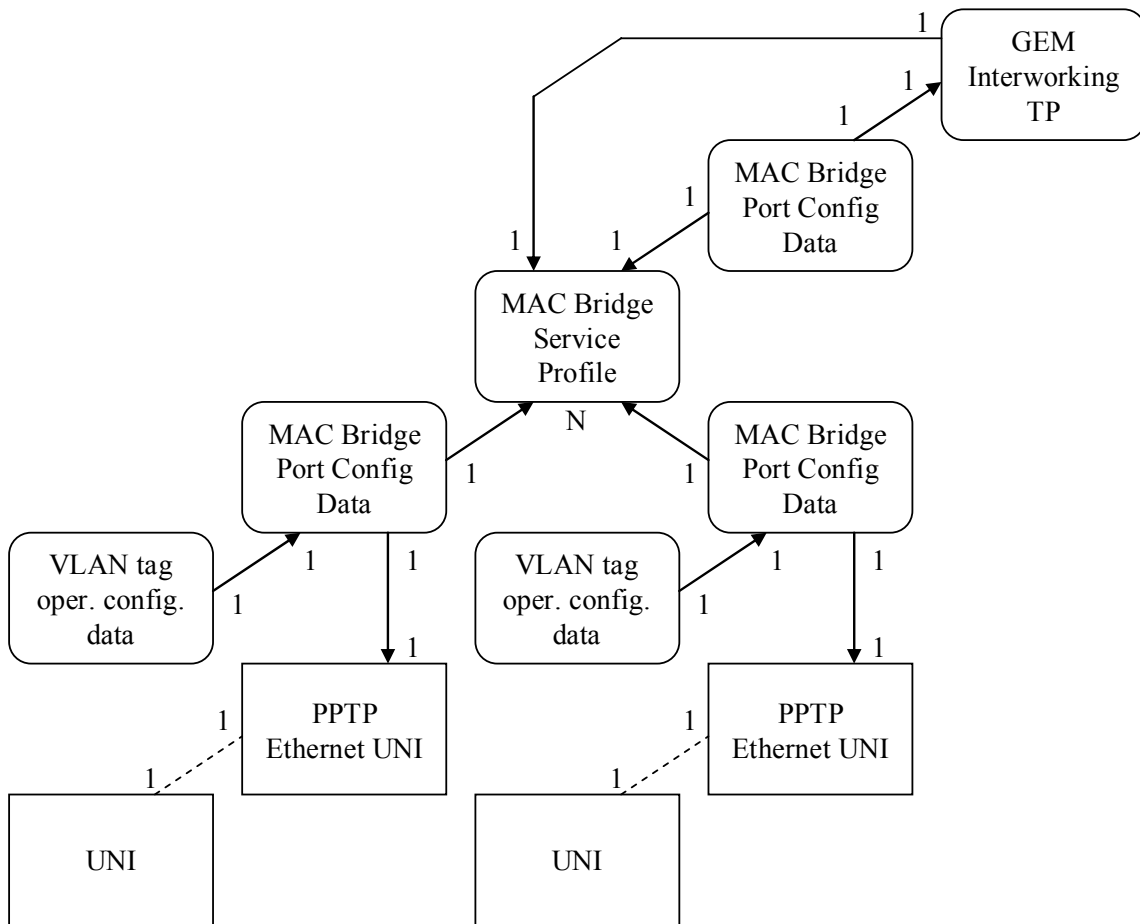 1
GEM
Interworking
TP
1
1
MAC Bridge
Port Config
Data
1
1
1
MAC Bridge
Service
Profile
N
MAC Bridge
Port Config
Data
1
MAC Bridge
Port Config
Data
1
VLAN tag
oper. config.
data
1
1
1
1
VLAN tag
oper. config.
data
1
1
1
1
PPTP
Ethernet UNI
1
1
UNI
PPTP
Ethernet UNI
1
1
UNI